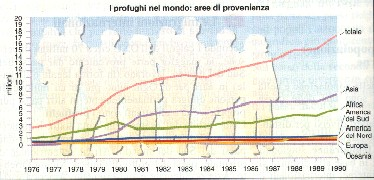 I profughi nel mondo: aree di provenienza
milioni
20
19
18
17
16
15
14
13
12
11
10
9
8
7
6
5
4
3
2
1
0
totale
Asia
Africa
America
del Sud
America
del Nord
Europa
Oceania
1976 1977 1978 1979 1980 1981 1982 1983 1984 1985 1986 1987 1988 1989 1990